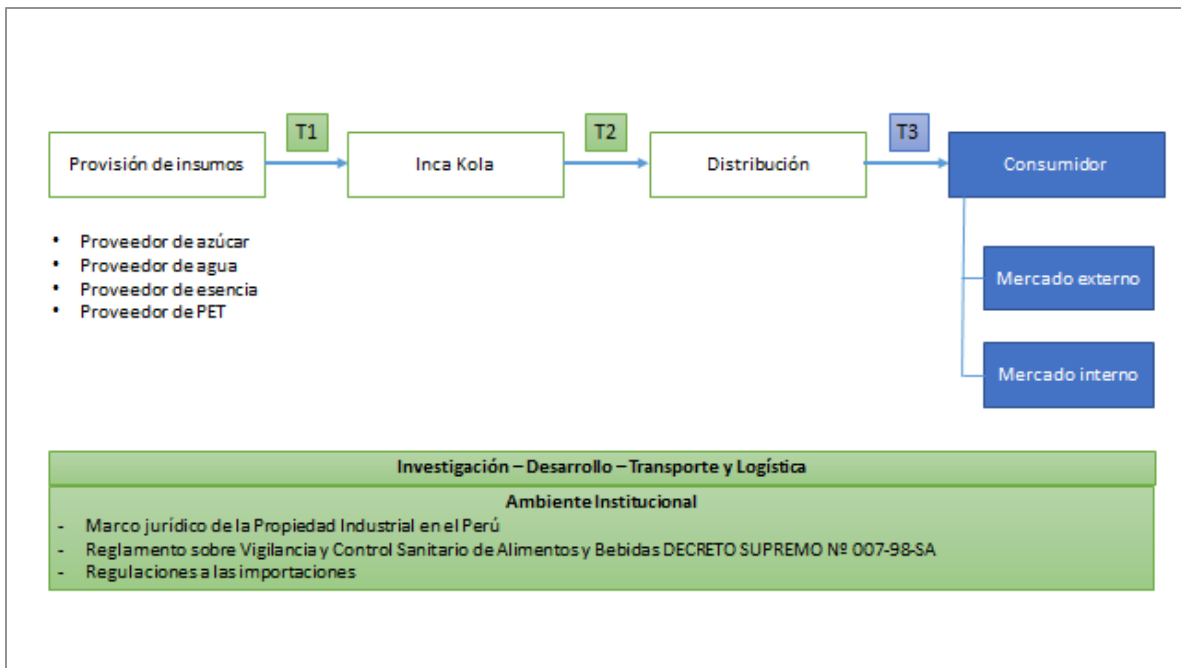 T1
T2
T3
Provisión de insumos
Inca Kola
Distribución
Consumidor
• Proveedor de azúcar
• Proveedor de agua
• Proveedor de esencia
• Proveedor de PET
Mercado externo
Mercado interno
Investigación – Desarrollo – Transporte y Logística
Ambiente Institucional
- Marco jurídico de la Propiedad Industrial en el Perú
- Reglamento sobre Vigilancia y Control Sanitario de Alimentos y Bebidas DECRETO SUPREMO Nº 007-98-SA
- Regulaciones a las importaciones